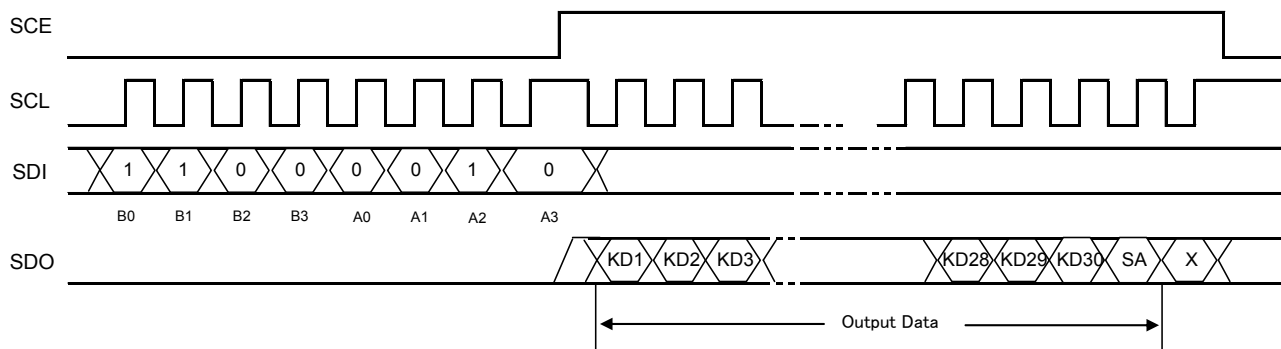 SCE
SCL
SDI 1 1 0 0 0 0 1 0
B0 B1 B2 B3 A0 A1 A2 A3
SDO KD1 KD2 KD3 KD28 KD29 KD30 SA X
Output Data